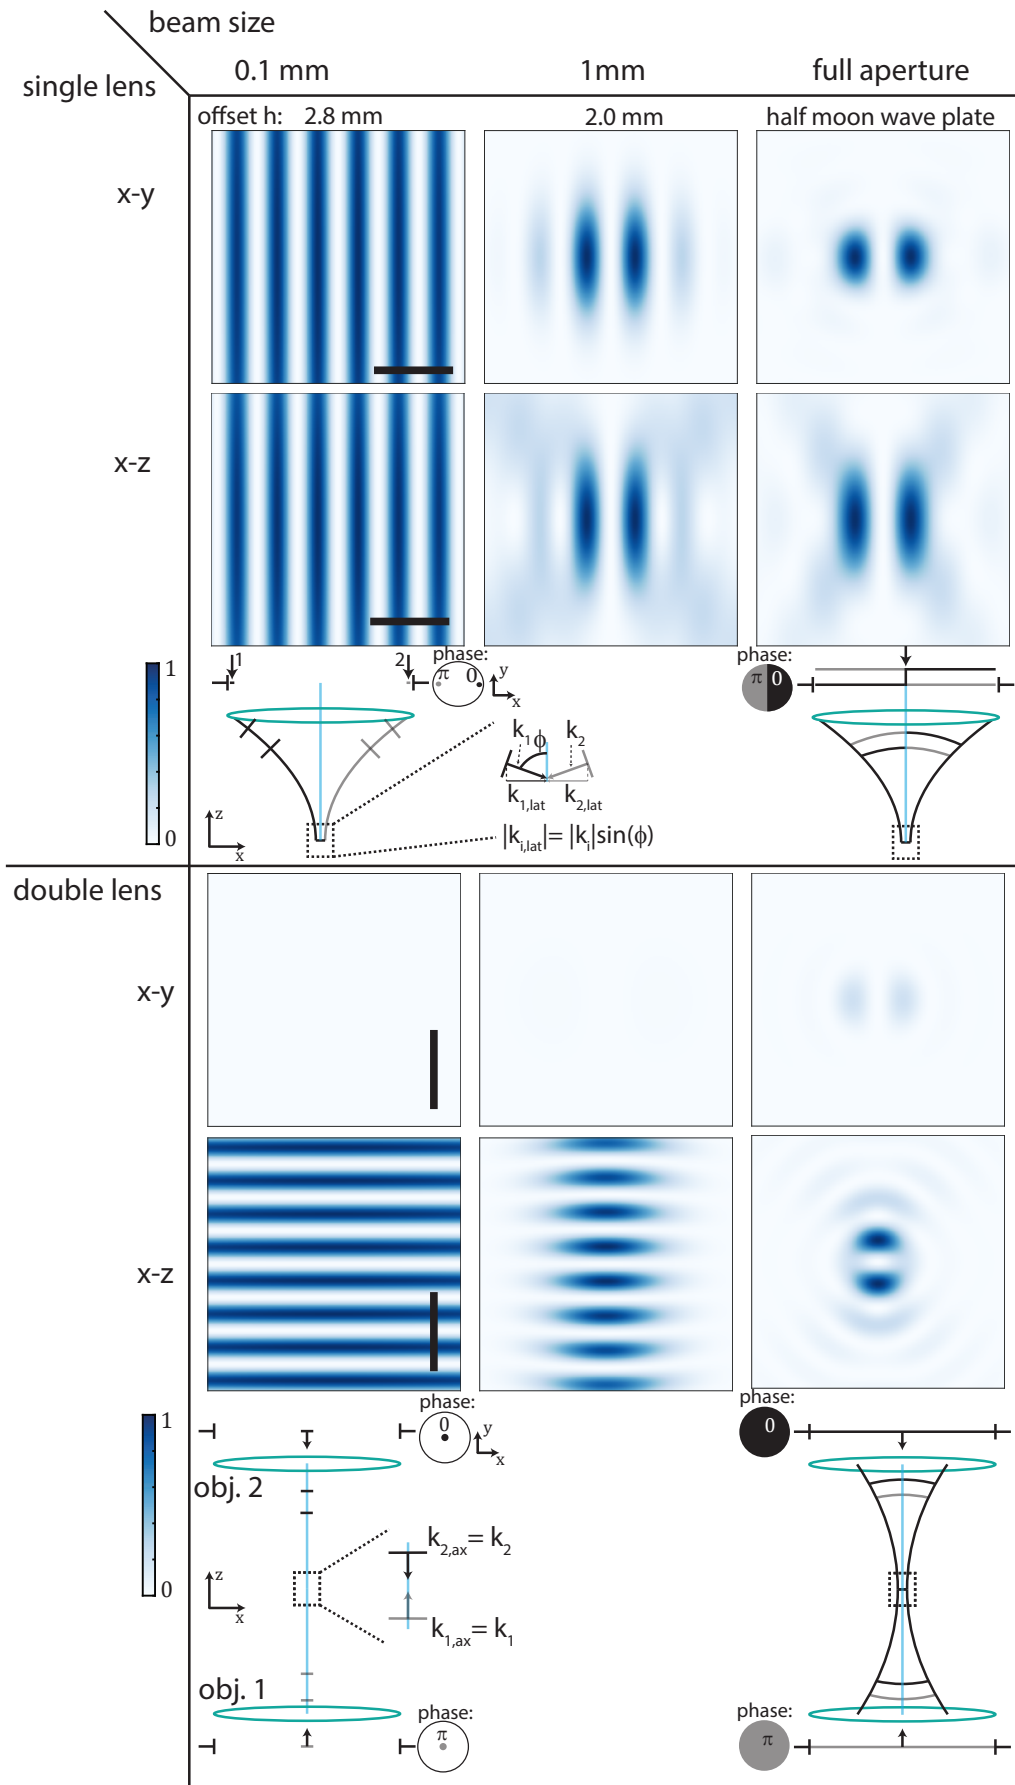 beam size
single lens
0.1 mm
1mm
full aperture
offset h: 2.8 mm
2.0 mm
half moon wave plate
x-y
x-z
1
0
1
2
phase:
π 0
y
x
z
x
k₁
ϕ
k₂
k₁,lat
k₂,lat
|kᵢ,lat|= |kᵢ|sin(ϕ)
phase:
π 0
double lens
x-y
x-z
1
0
phase:
0
y
x
obj. 2
z
x
k₂,ax= k₂
k₁,ax= k₁
obj. 1
phase:
π
phase:
0
phase:
π